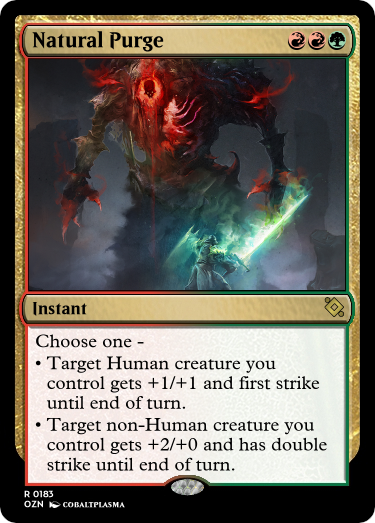 Natural Purge
Instant
Choose one -
• Target Human creature you
control gets +1/+1 and first strike
until end of turn.
• Target non-Human creature you
control gets +2/+0 and has double
strike until end of turn.
R 0183
OZN COBALTPLASMA